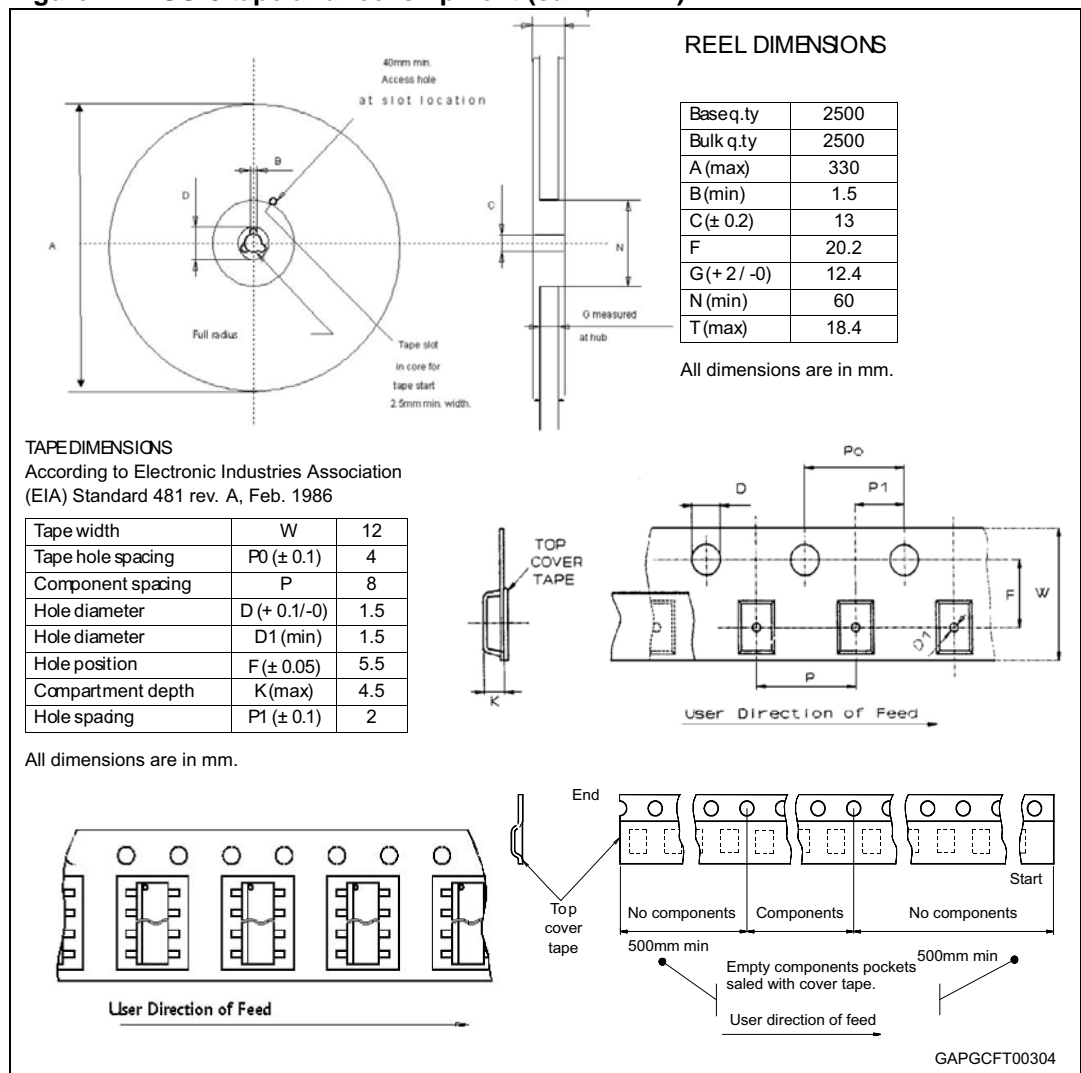 REEL DIMENSIONS
T
40mm min.
Access hole
at slot location
B
D
C
A
N
G measured
at hub
Full radius
Tape slot
in core for
tape start
2.5mm min. width.
Base q.ty 2500
Bulk q.ty 2500
A (max) 330
B (min) 1.5
C (± 0.2) 13
F 20.2
G (+ 2 / -0) 12.4
N (min) 60
T (max) 18.4
All dimensions are in mm.
TAPE DIMENSIONS
According to Electronic Industries Association
(EIA) Standard 481 rev. A, Feb. 1986
Tape width W 12
Tape hole spacing P0 (± 0.1) 4
Component spacing P 8
Hole diameter D (+ 0.1/-0) 1.5
Hole diameter D1 (min) 1.5
Hole position F (± 0.05) 5.5
Compartment depth K (max) 4.5
Hole spacing P1 (± 0.1) 2
All dimensions are in mm.
Po
D
P1
TOP
COVER
TAPE
F
W
D1
K
P
User Direction of Feed
End
Start
Top
cover
tape
No components
Components
No components
500mm min
500mm min
Empty components pockets
saled with cover tape.
User direction of feed
User Direction of Feed
GAPGCFT00304